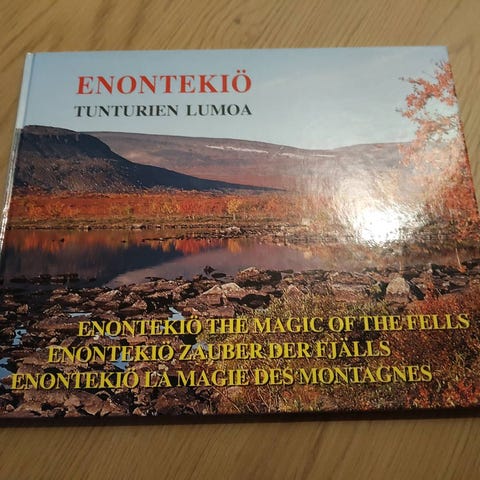 ENONTEKIÖ
TUNTURIEN LUMOA
ENONTEKIÖ THE MAGIC OF THE FELLS
ENONTEKIÖ ZAUBER DER FJÄLLS
ENONTEKIÖ LA MAGIE DES MONTAGNES